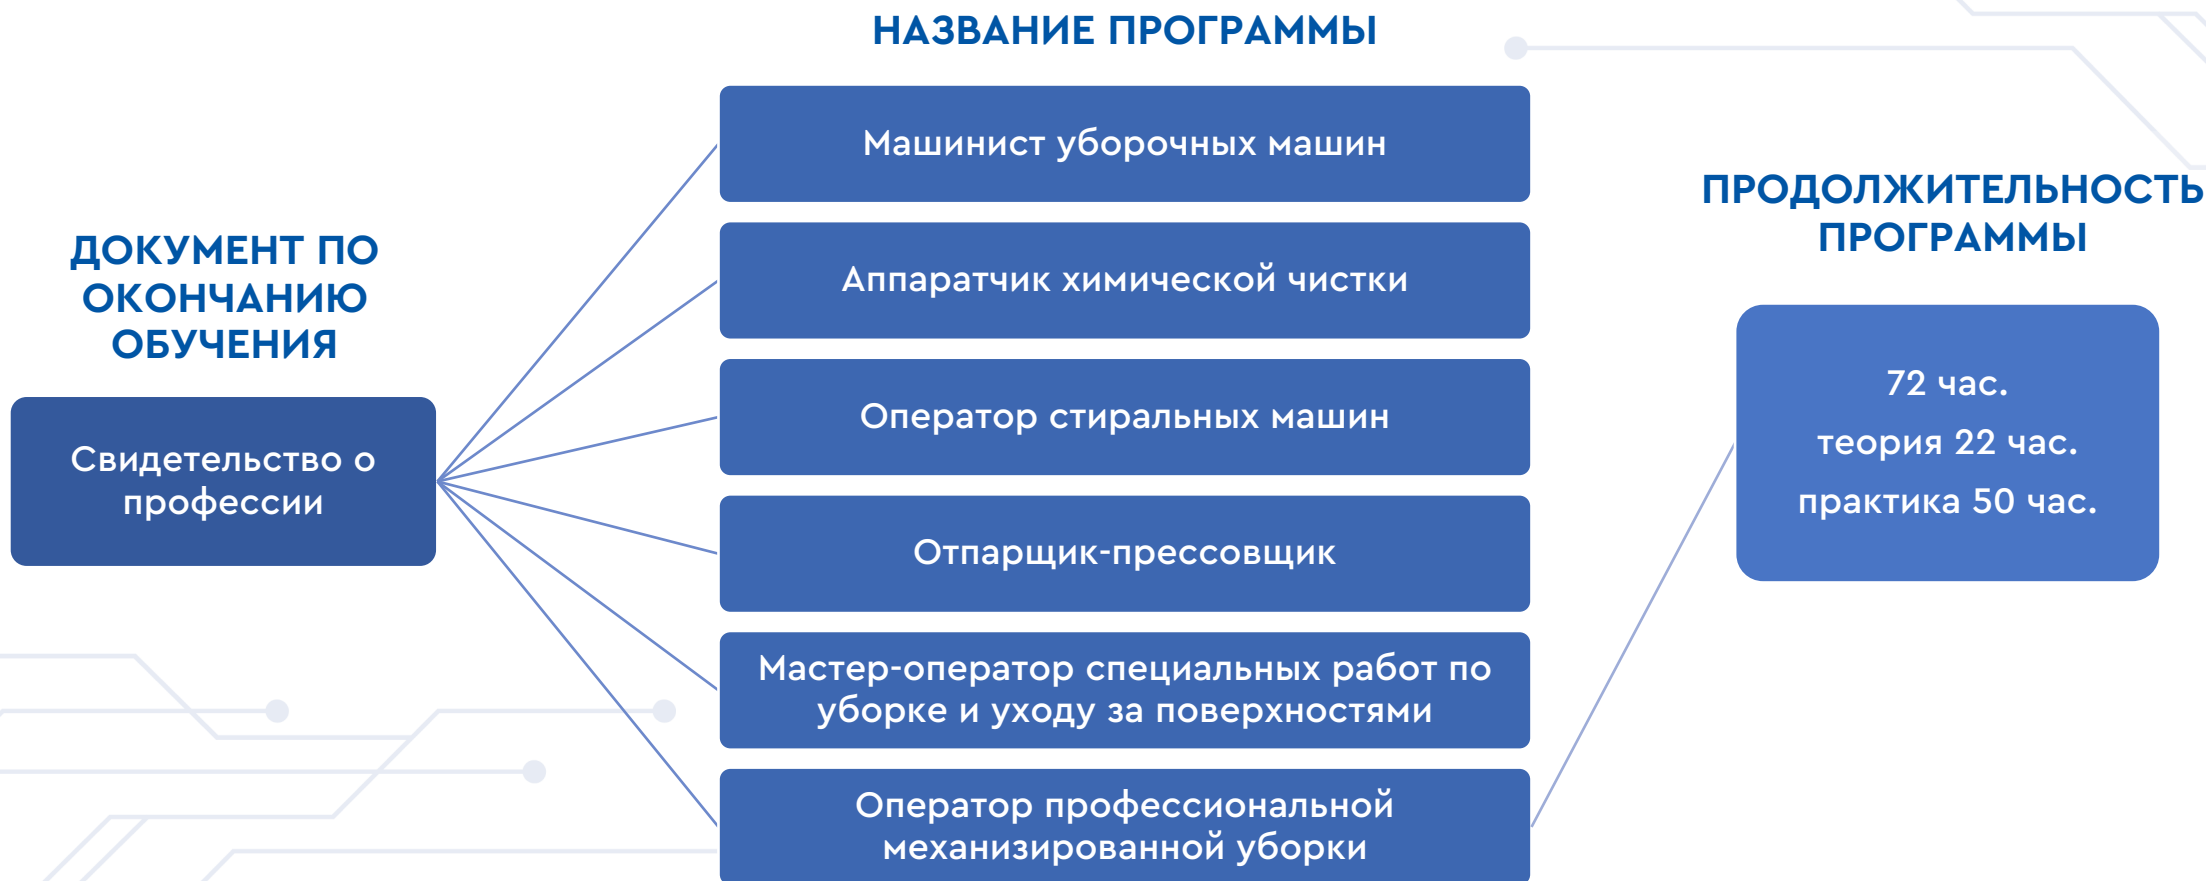 НАЗВАНИЕ ПРОГРАММЫ
ДОКУМЕНТ ПО
ОКОНЧАНИЮ
ОБУЧЕНИЯ
Свидетельство о
профессии
Машинист уборочных машин
Аппаратчик химической чистки
Оператор стиральных машин
Отпарщик-прессовщик
Мастер-оператор специальных работ по
уборке и уходу за поверхностями
Оператор профессиональной
механизированной уборки
ПРОДОЛЖИТЕЛЬНОСТЬ
ПРОГРАММЫ
72 час.
теория 22 час.
практика 50 час.